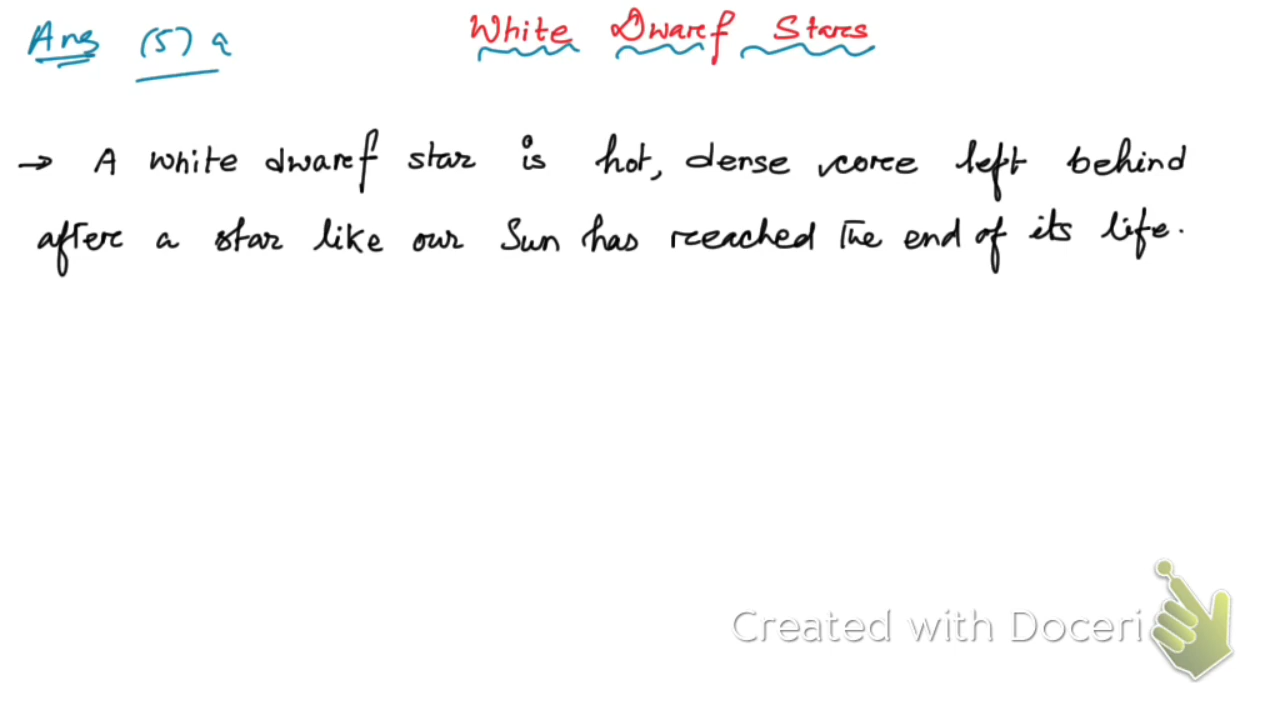 Ans (5) a
White Dwarf Stars
→ A white dwarf star is hot, dense core left behind
after a star like our Sun has reached the end of its life.
Created with Doceri